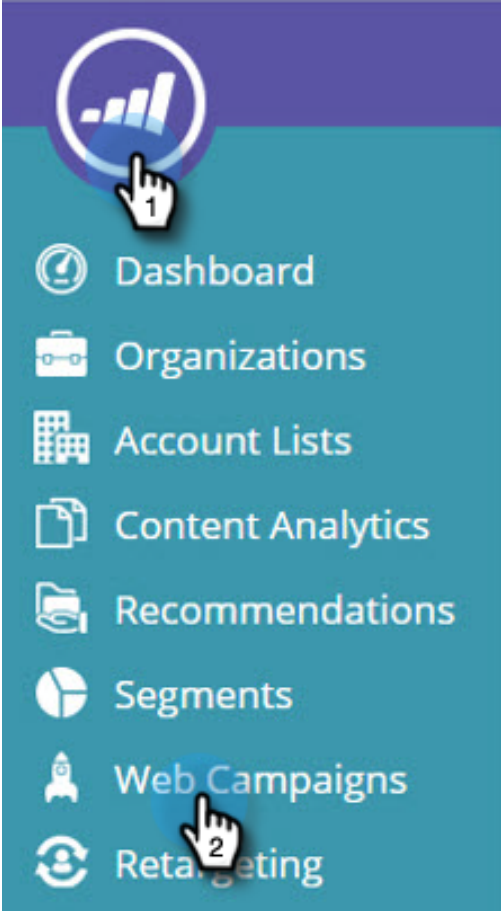 1
Dashboard
Organizations
Account Lists
Content Analytics
Recommendations
Segments
Web Campaigns
2
Retargeting